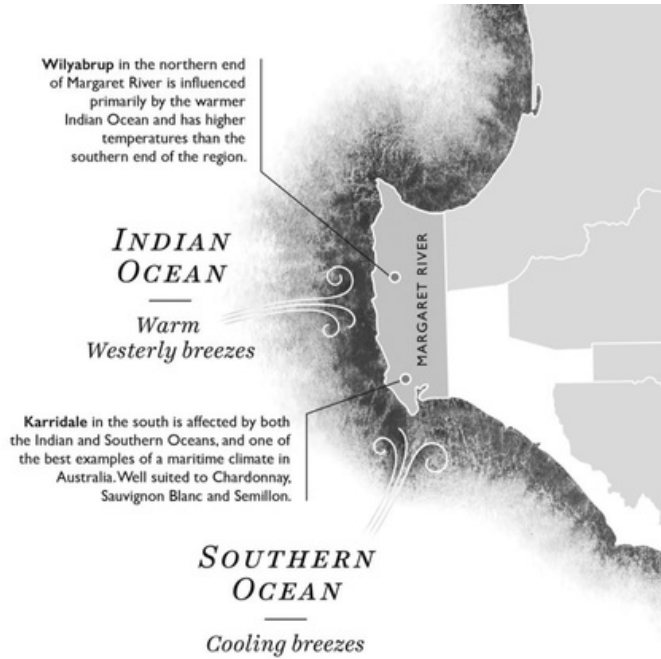 Wilyabrup in the northern end
of Margaret River is influenced
primarily by the warmer
Indian Ocean and has higher
temperatures than the
southern end of the region.
INDIAN
OCEAN
Warm
Westerly breezes
MARGARET RIVER
Karridale in the south is affected by both
the Indian and Southern Oceans, and one of
the best examples of a maritime climate in
Australia. Well suited to Chardonnay,
Sauvignon Blanc and Semillon.
SOUTHERN
OCEAN
Cooling breezes